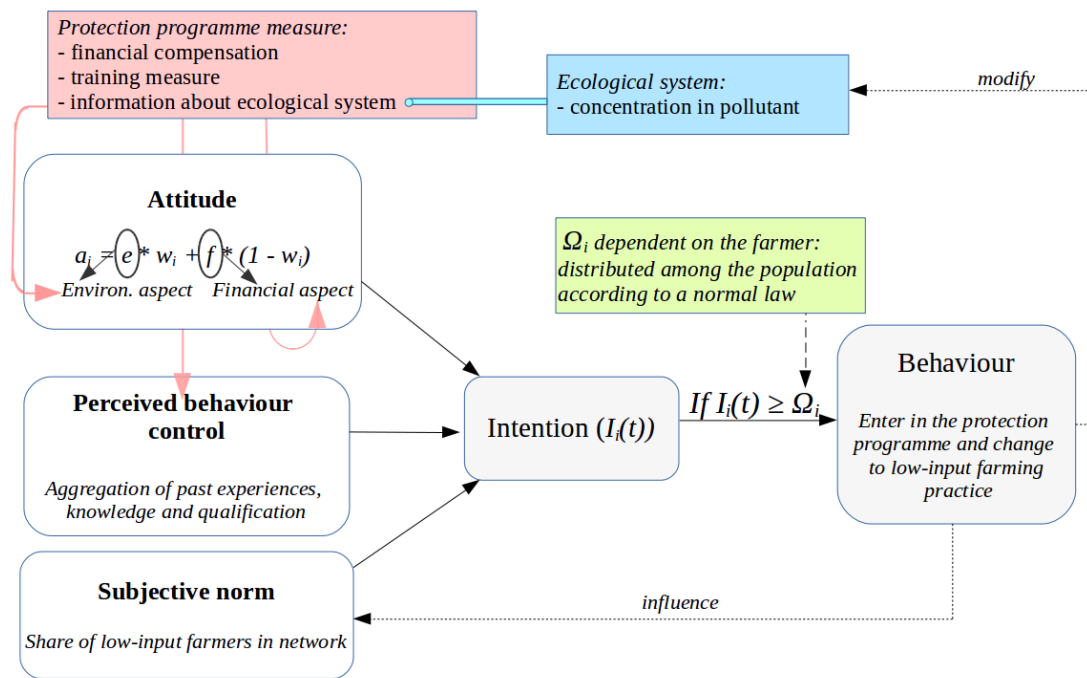 Protection programme measure:
- financial compensation
- training measure
- information about ecological system
Ecological system:
- concentration in pollutant
modify
Attitude
aᵢ = e * wᵢ + f * (1 - wᵢ)
Environ. aspect Financial aspect
Ωᵢ dependent on the farmer:
distributed among the population
according to a normal law
Perceived behaviour
control
Aggregation of past experiences,
knowledge and qualification
Intention (Iᵢ(t))
If Iᵢ(t) ≥ Ωᵢ
Behaviour
Enter in the protection
programme and change
to low-input farming
practice
Subjective norm
Share of low-input farmers in network
influence